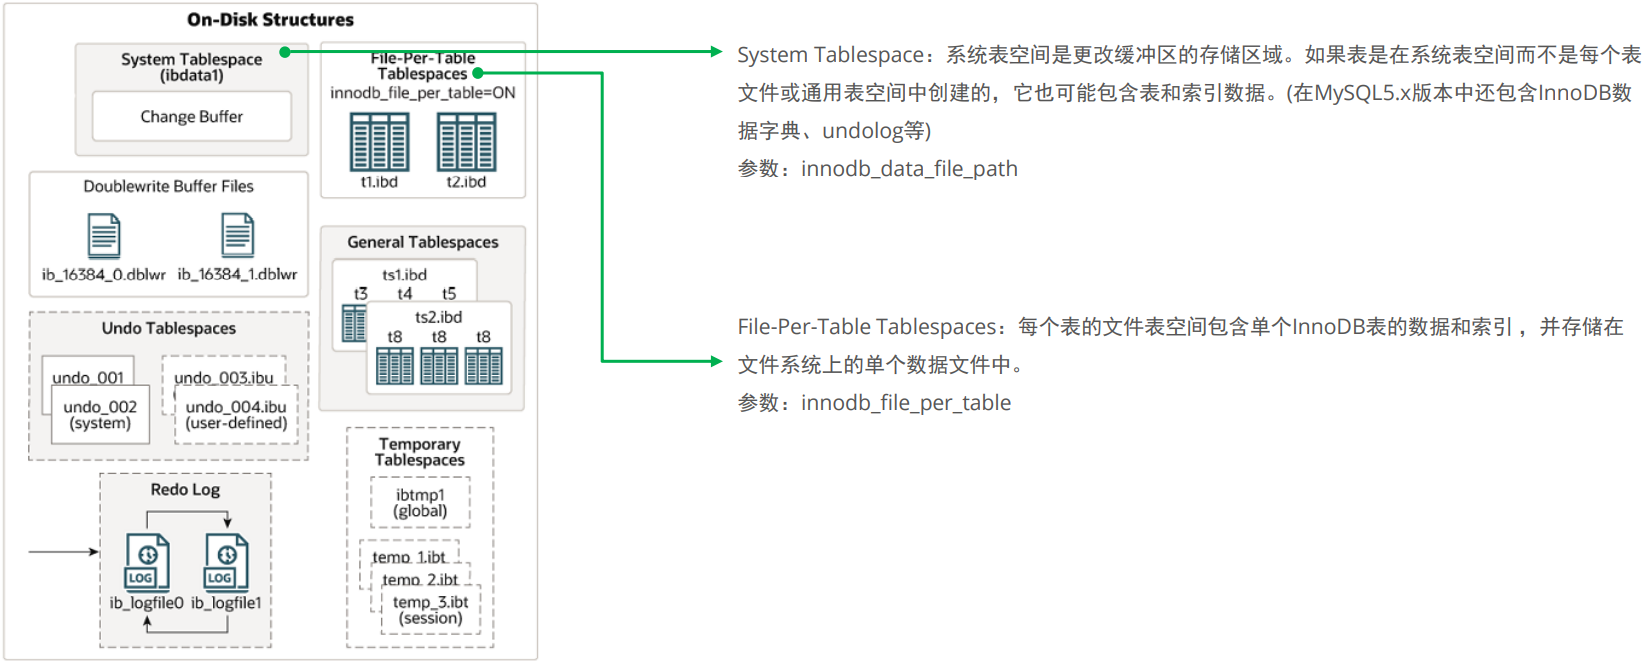 On-Disk Structures
System Tablespace
(ibdata1)
Change Buffer
File-Per-Table
Tablespaces
innodb_file_per_table=ON
t1.ibd
t2.ibd
Doublewrite Buffer Files
ib_16384_0.dblwr
ib_16384_1.dblwr
General Tablespaces
ts1.ibd
t3 t4 t5
ts2.ibd
t8 t8 t8
Undo Tablespaces
undo_001
undo_002
(system)
undo_003.ibu
undo_004.ibu
(user-defined)
Temporary
Tablespaces
ibtmp1
(global)
temp_1.ibt
temp_2.ibt
temp_3.ibt
(session)
Redo Log
LOG
LOG
ib_logfile0
ib_logfile1
System Tablespace：系统表空间是更改缓冲区的存储区域。如果表是在系统表空间而不是每个表
文件或通用表空间中创建的，它也可能包含表和索引数据。(在MySQL5.x版本中还包含InnoDB数
据字典、undolog等)
参数：innodb_data_file_path
File-Per-Table Tablespaces：每个表的文件表空间包含单个InnoDB表的数据和索引 ，并存储在
文件系统上的单个数据文件中。
参数：innodb_file_per_table